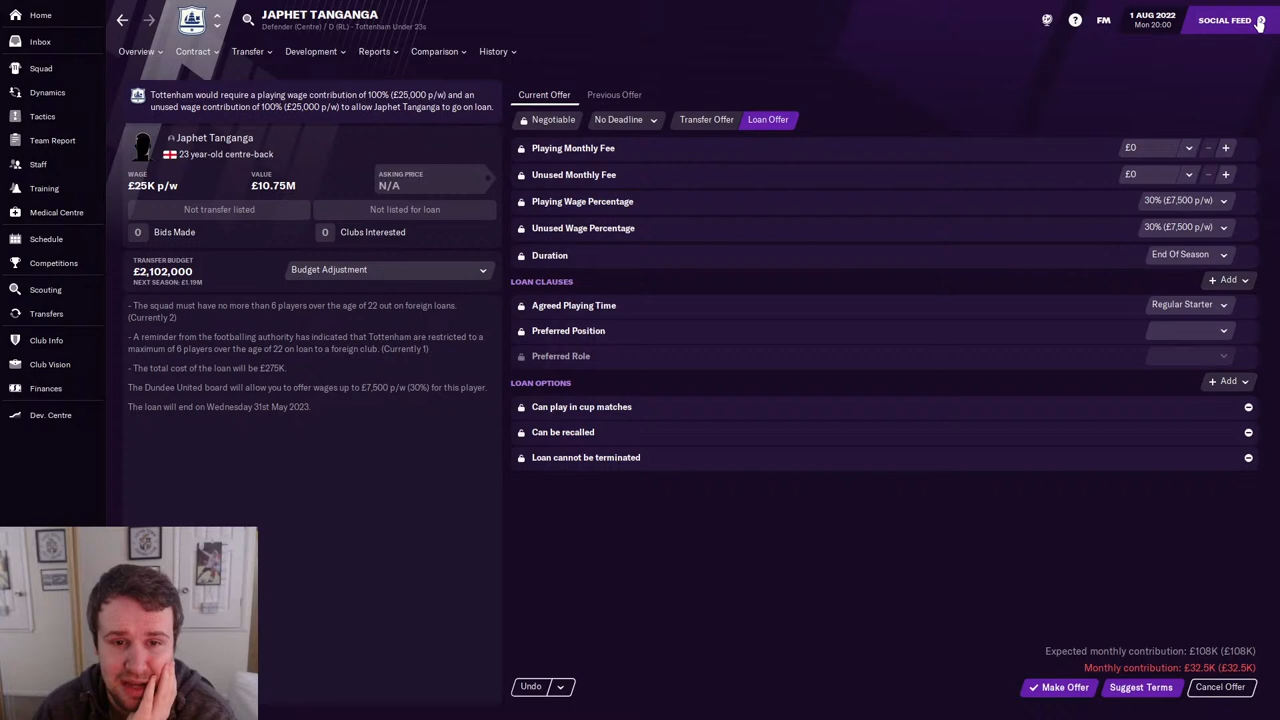 Home
Inbox
Squad
Dynamics
Tactics
Team Report
Staff
Training
Medical Centre
Schedule
Competitions
Scouting
Transfers
Club Info
Club Vision
Finances
Dev. Centre
JAPHET TANGANGA
Defender (Centre) / D (RL) - Tottenham Under 23s
FM
1 AUG 2022
Mon 20:00
SOCIAL FEED
Overview
Contract
Transfer
Development
Reports
Comparison
History
Tottenham would require a playing wage contribution of 100% (£25,000 p/w) and an
unused wage contribution of 100% (£25,000 p/w) to allow Japhet Tanganga to go on loan.
Japhet Tanganga
23 year-old centre-back
WAGE
£25K p/w
VALUE
£10.75M
ASKING PRICE
N/A
Not transfer listed
Not listed for loan
0 Bids Made
0 Clubs Interested
TRANSFER BUDGET
£2,102,000
NEXT SEASON: £1.19M
Budget Adjustment
- The squad must have no more than 6 players over the age of 22 out on foreign loans.
(Currently 2)
- A reminder from the footballing authority has indicated that Tottenham are restricted to a
maximum of 6 players over the age of 22 on loan to a foreign club. (Currently 1)
- The total cost of the loan will be £275K.
The Dundee United board will allow you to offer wages up to £7,500 p/w (30%) for this player.
The loan will end on Wednesday 31st May 2023.
Current Offer
Previous Offer
Negotiable
No Deadline
Transfer Offer
Loan Offer
Playing Monthly Fee £0
Unused Monthly Fee £0
Playing Wage Percentage 30% (£7,500 p/w)
Unused Wage Percentage 30% (£7,500 p/w)
Duration End Of Season
LOAN CLAUSES
+ Add
Agreed Playing Time Regular Starter
Preferred Position
Preferred Role
LOAN OPTIONS
+ Add
Can play in cup matches
Can be recalled
Loan cannot be terminated
Expected monthly contribution: £108K (£108K)
Monthly contribution: £32.5K (£32.5K)
Undo
Make Offer
Suggest Terms
Cancel Offer